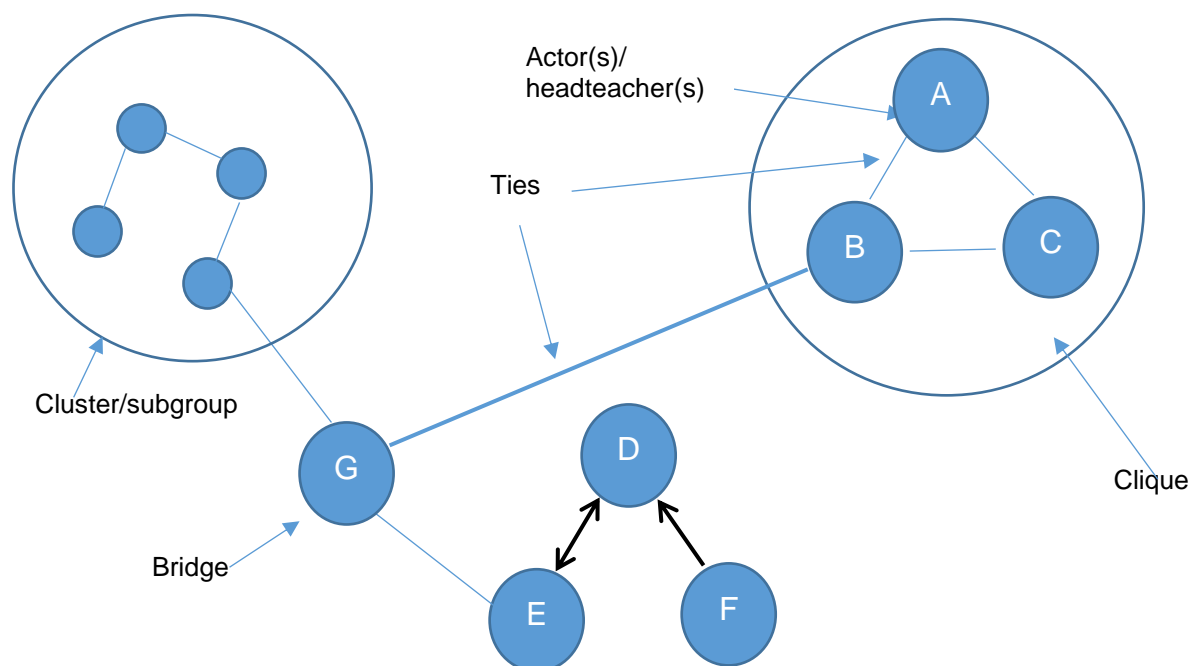 Actor(s)/
headteacher(s)
A
Ties
B
C
Cluster/subgroup
D
G
Clique
Bridge
E
F